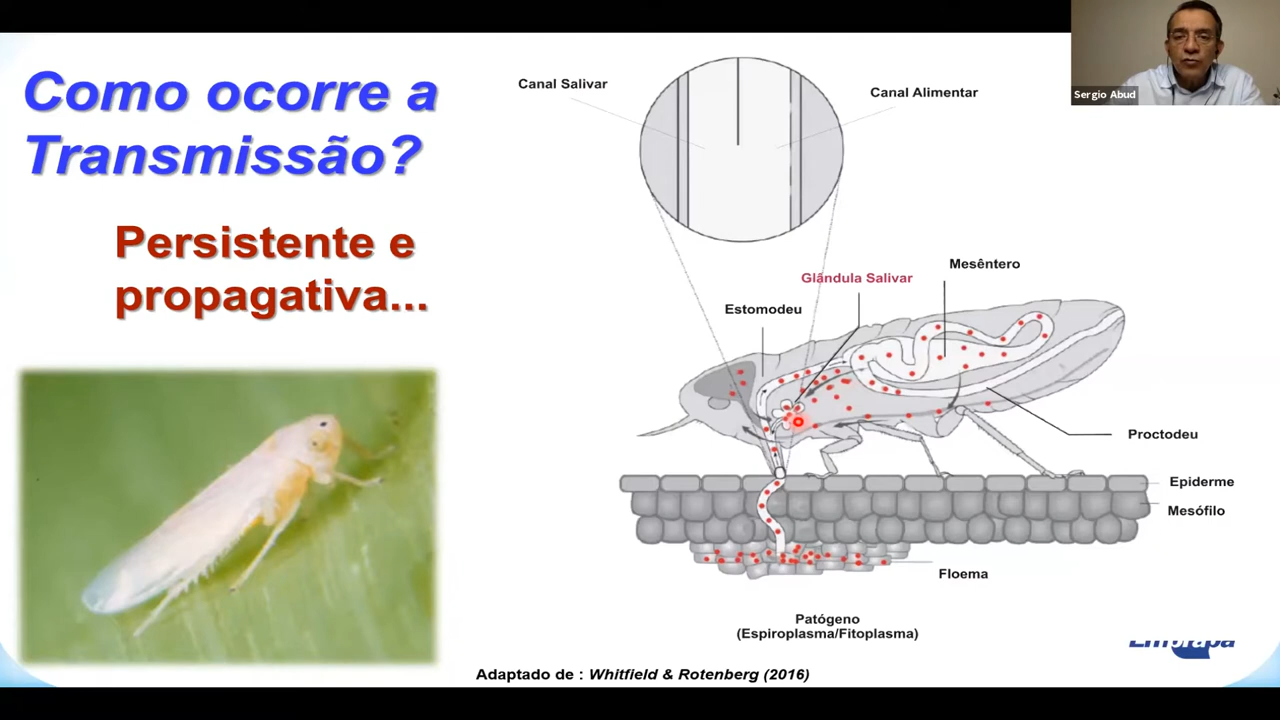 Como ocorre a
Transmissão?
Persistente e
propagativa...
Canal Salivar
Canal Alimentar
Sergio Abud
Glândula Salivar
Mesêntero
Estomodeu
Proctodeu
Epiderme
Mesófilo
Floema
Patógeno
(Espiroplasma/Fitoplasma)
Embrapa
Adaptado de : Whitfield & Rotenberg (2016)